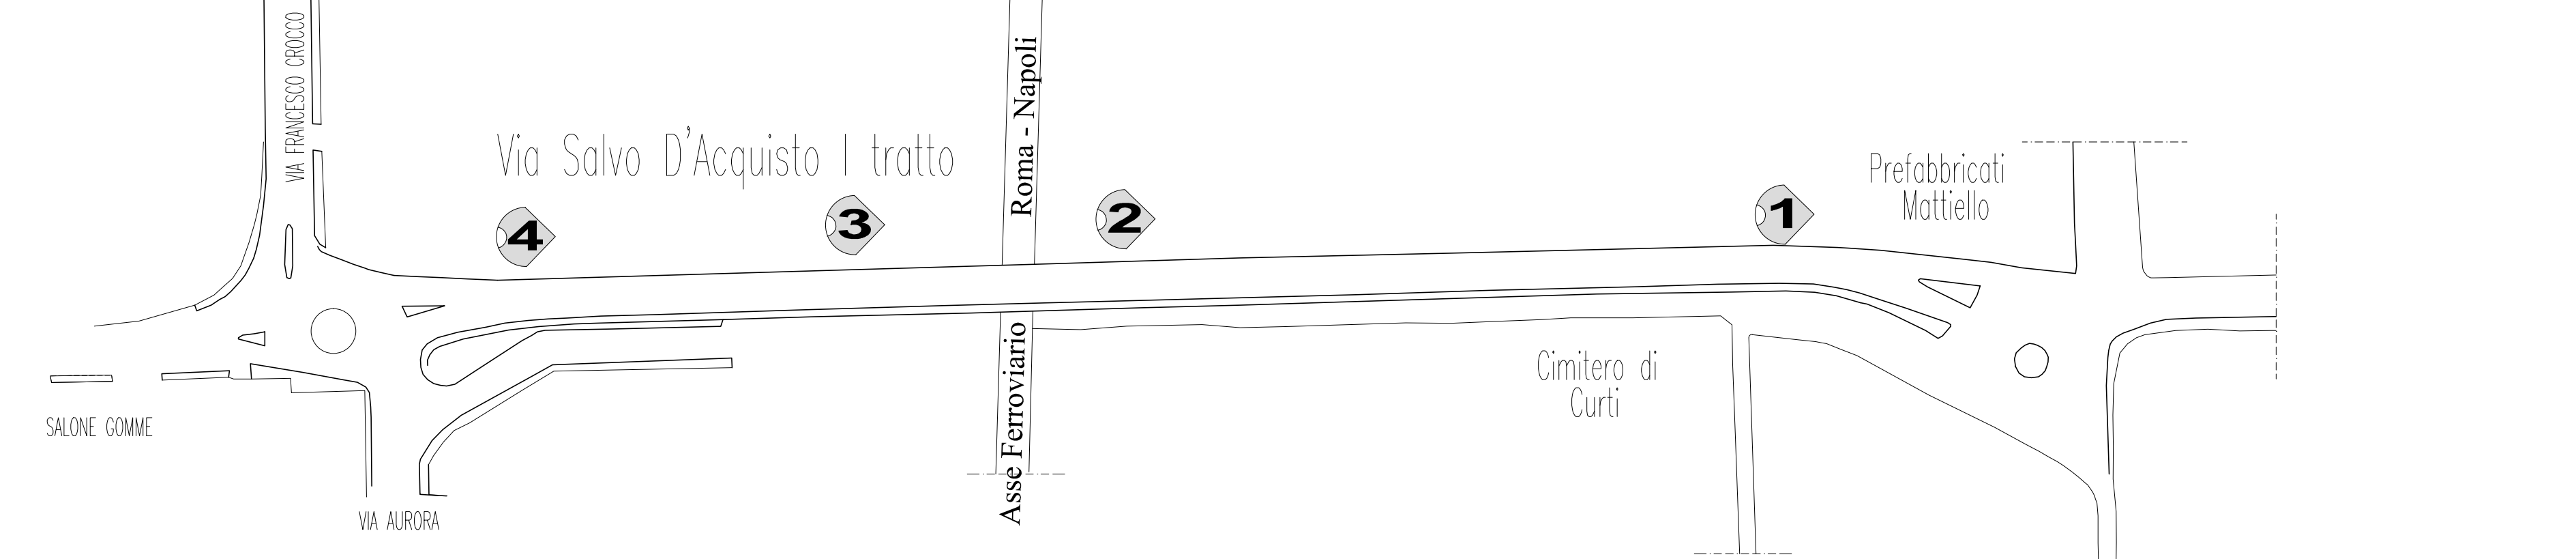 VIA FRANCESCO CROCCO
Via Salvo D'Acquisto I tratto
Roma - Napoli
Prefabbricati
Mattiello
4
3
2
1
Asse Ferroviario
Cimitero di
Curti
SALONE GOMME
VIA AURORA